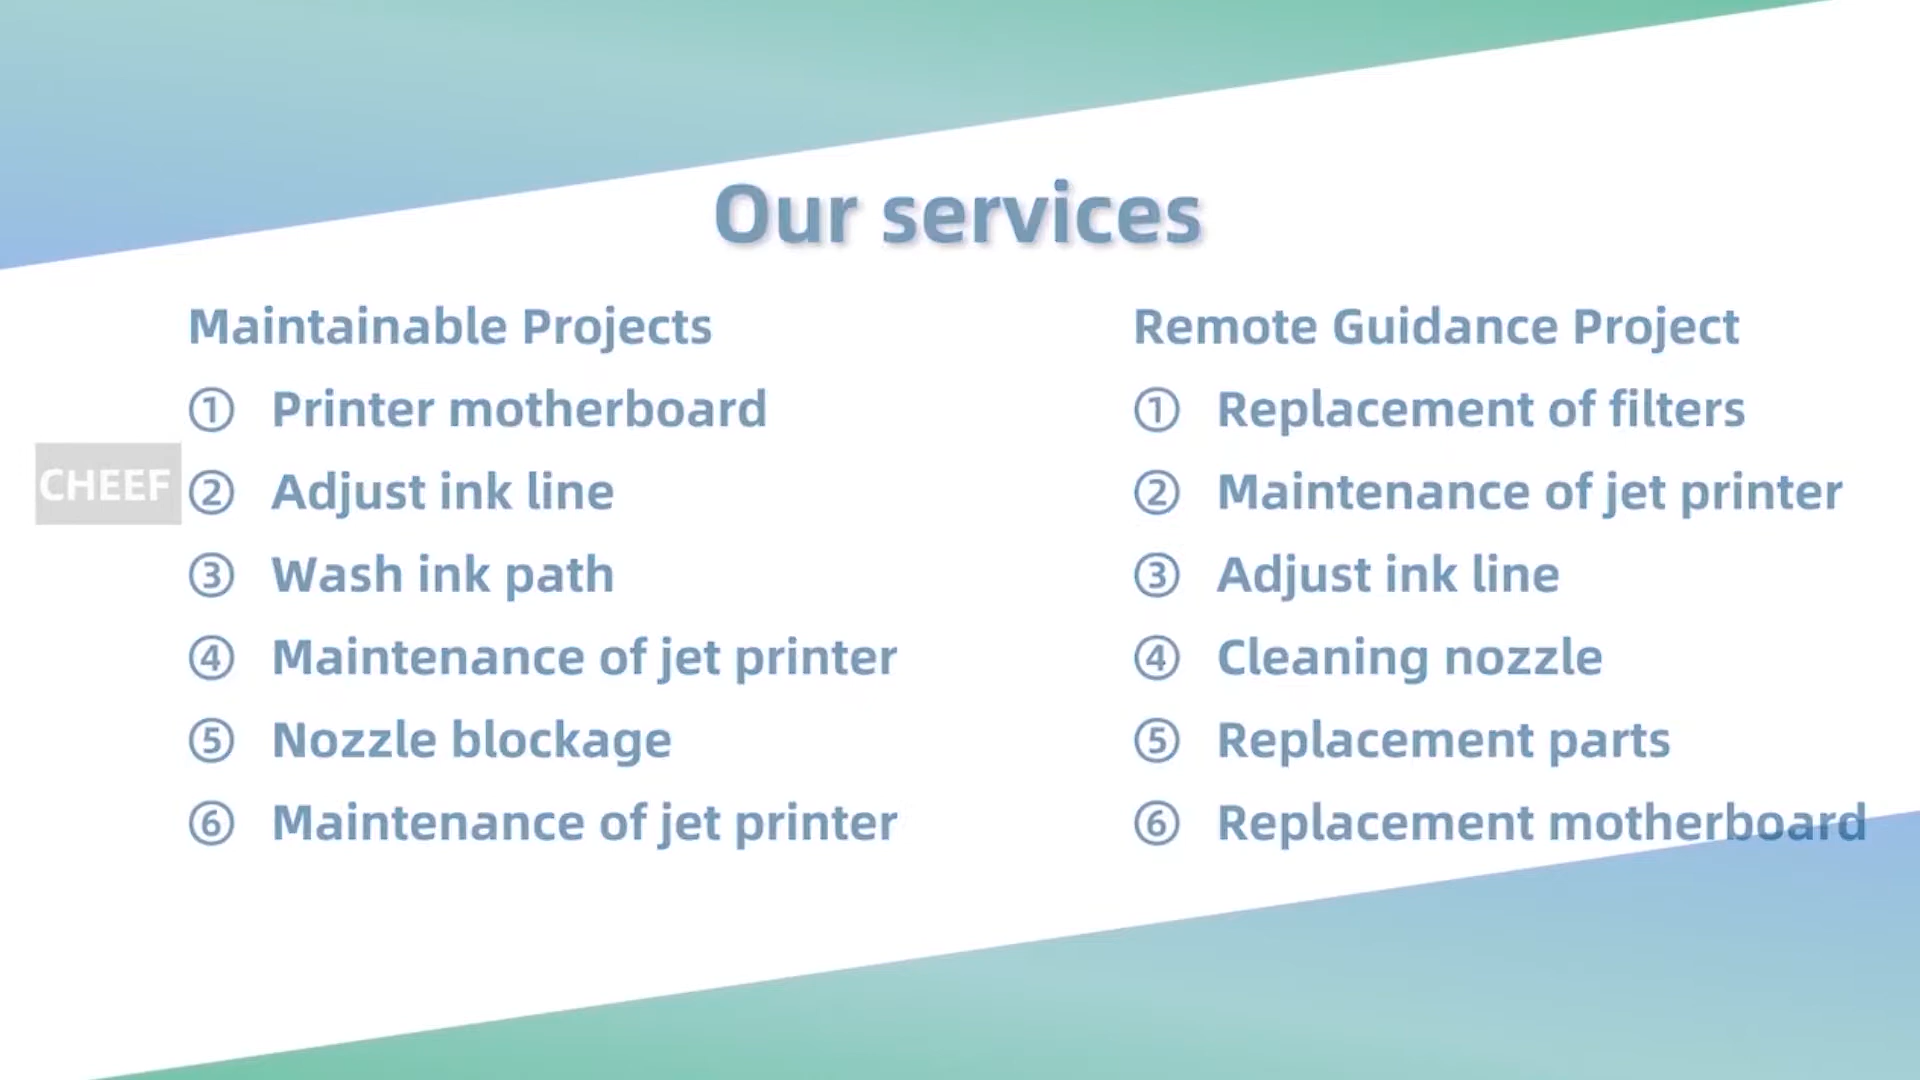 Our services
Maintainable Projects
① Printer motherboard
② Adjust ink line
③ Wash ink path
④ Maintenance of jet printer
⑤ Nozzle blockage
⑥ Maintenance of jet printer
Remote Guidance Project
① Replacement of filters
② Maintenance of jet printer
③ Adjust ink line
④ Cleaning nozzle
⑤ Replacement parts
⑥ Replacement motherboard
CHEEF